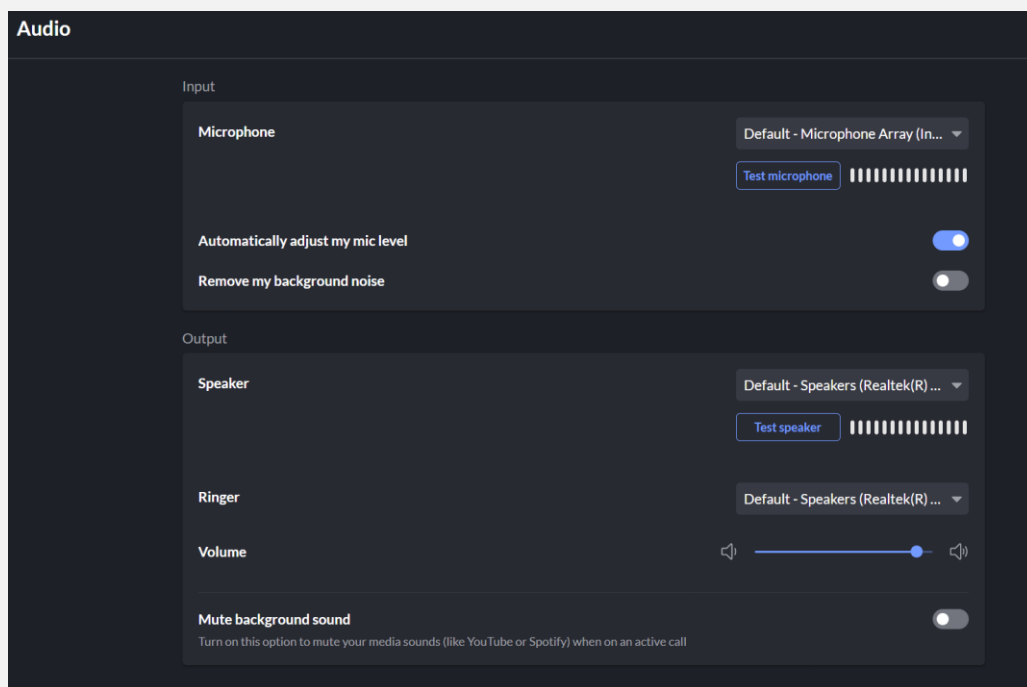 Audio
Input
Microphone
Default - Microphone Array (In...
Test microphone
Automatically adjust my mic level
Remove my background noise
Output
Speaker
Default - Speakers (Realtek(R) ...
Test speaker
Ringer
Default - Speakers (Realtek(R) ...
Volume
Mute background sound
Turn on this option to mute your media sounds (like YouTube or Spotify) when on an active call